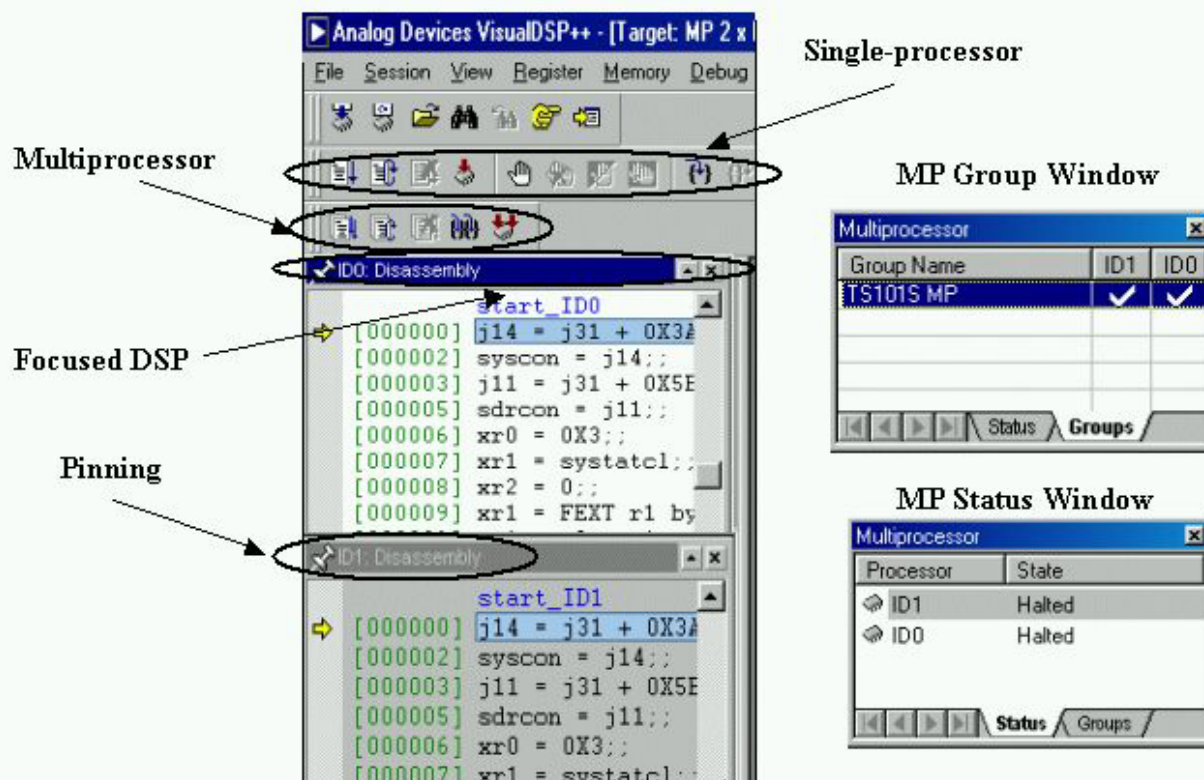 Analog Devices VisualDSP++ - [Target: MP 2 x
File Session View Register Memory Debug
Single-processor
Multiprocessor
ID0: Disassembly
start_ID0
[000000] j14 = j31 + 0X3A
[000002] syscon = j14;;
[000003] j11 = j31 + 0X5E
[000005] sdrcon = j11;;
[000006] xr0 = 0X3;;
[000007] xr1 = systatcl;;
[000008] xr2 = 0;;
[000009] xr1 = FEXT r1 by
Focused DSP
Pinning
ID1: Disassembly
start_ID1
[000000] j14 = j31 + 0X3A
[000002] syscon = j14;;
[000003] j11 = j31 + 0X5E
[000005] sdrcon = j11;;
[000006] xr0 = 0X3;;
[000007] xr1 = systatcl;;
MP Group Window
Multiprocessor
Group Name ID1 ID0
TS101S MP
Status Groups
MP Status Window
Multiprocessor
Processor State
ID1 Halted
ID0 Halted
Status Groups